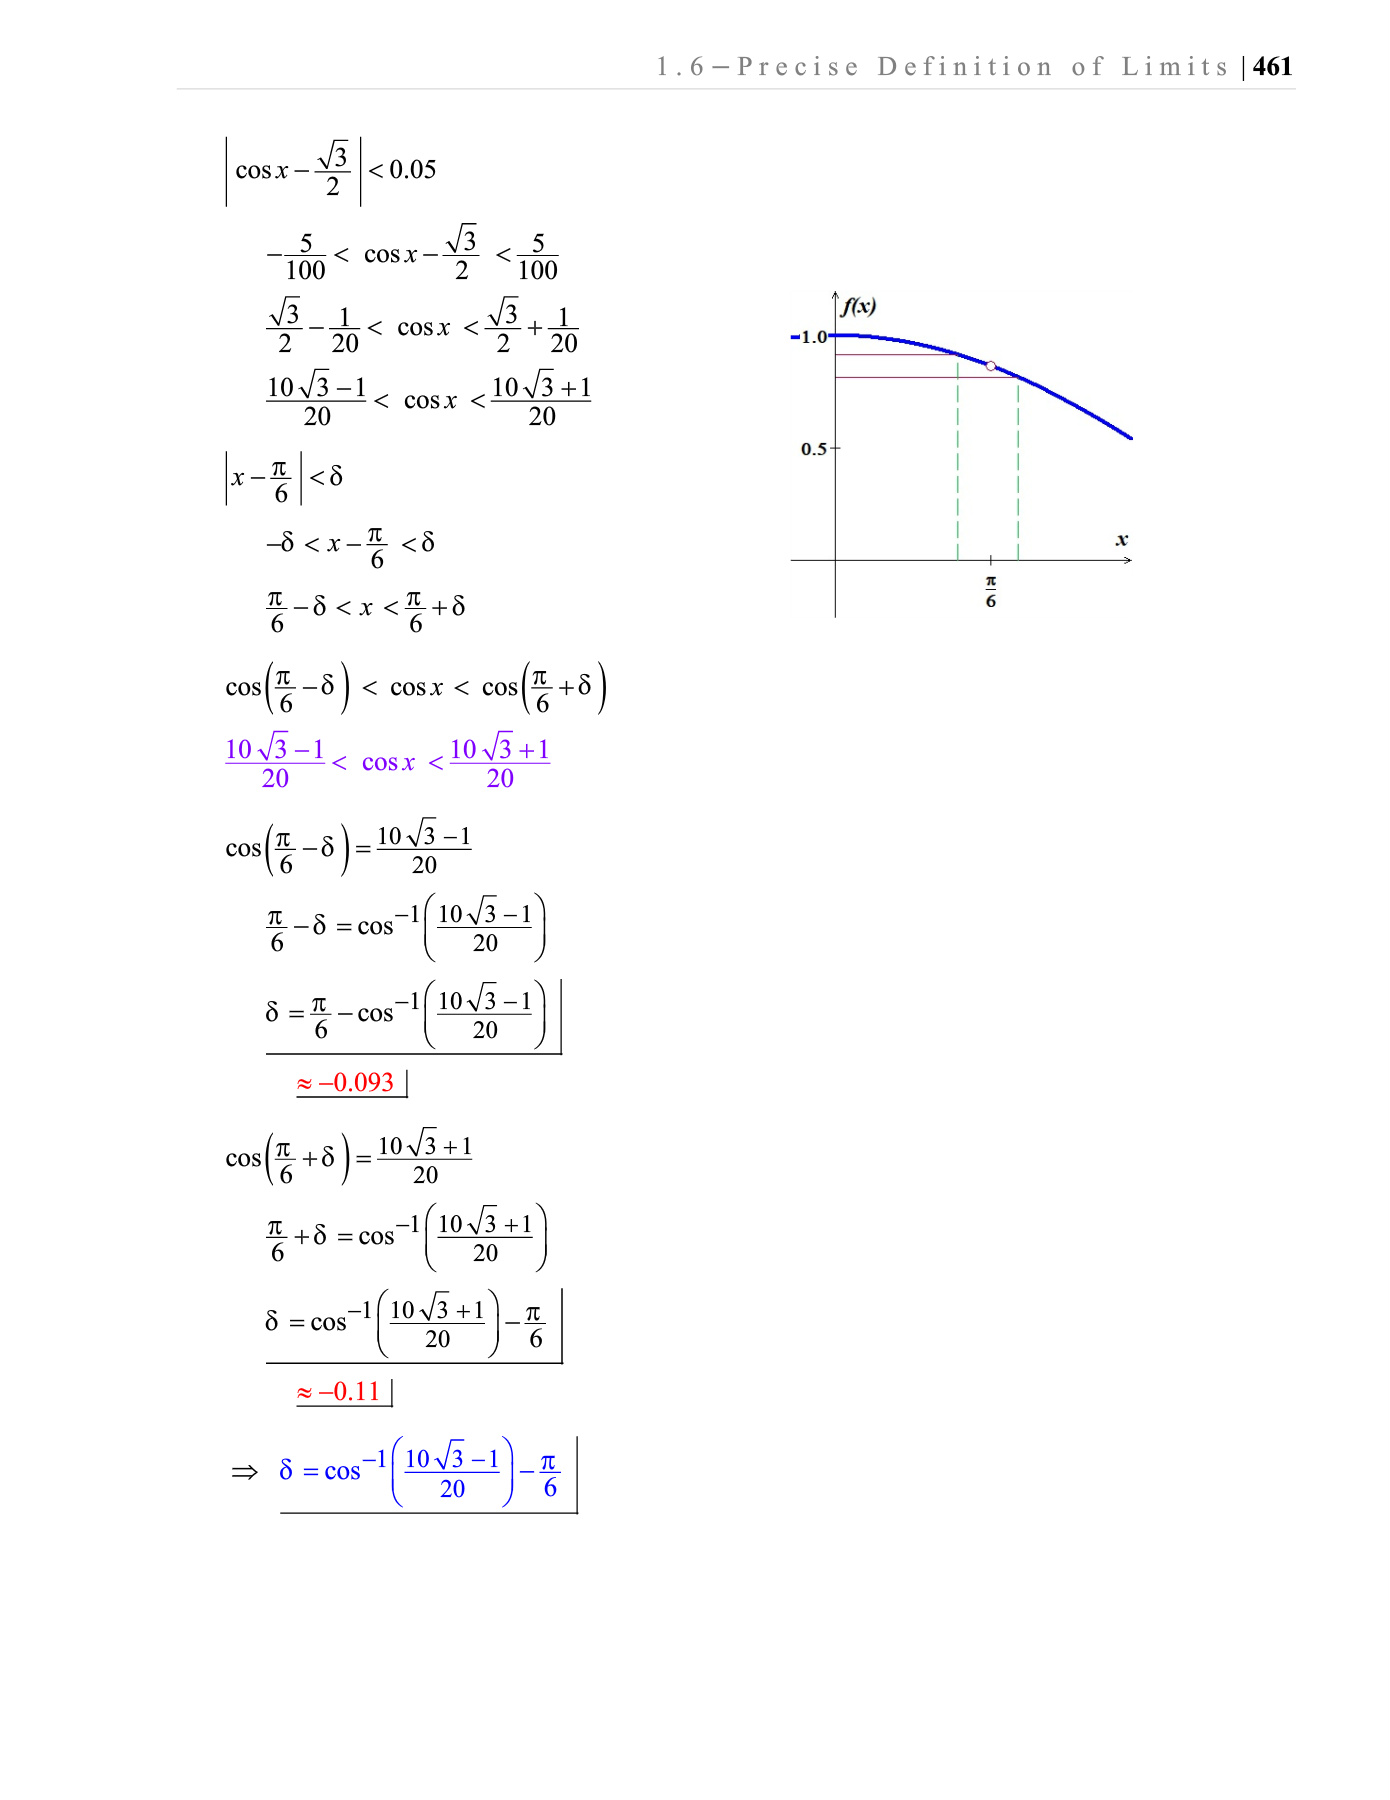 1.6 – Precise Definition of Limits | 461
|cos x − √3/2| < 0.05
−5/100 < cos x − √3/2 < 5/100
√3/2 − 1/20 < cos x < √3/2 + 1/20
(10√3 − 1)/20 < cos x < (10√3 + 1)/20
|x − π/6| < δ
−δ < x − π/6 < δ
π/6 − δ < x < π/6 + δ
cos(π/6 − δ) < cos x < cos(π/6 + δ)
(10√3 − 1)/20 < cos x < (10√3 + 1)/20
cos(π/6 − δ) = (10√3 − 1)/20
π/6 − δ = cos⁻¹((10√3 − 1)/20)
δ = π/6 − cos⁻¹((10√3 − 1)/20)
≈ −0.093
cos(π/6 + δ) = (10√3 + 1)/20
π/6 + δ = cos⁻¹((10√3 + 1)/20)
δ = cos⁻¹((10√3 + 1)/20) − π/6
≈ −0.11
⇒ δ = cos⁻¹((10√3 − 1)/20) − π/6
f(x)
1.0
0.5
x
π/6